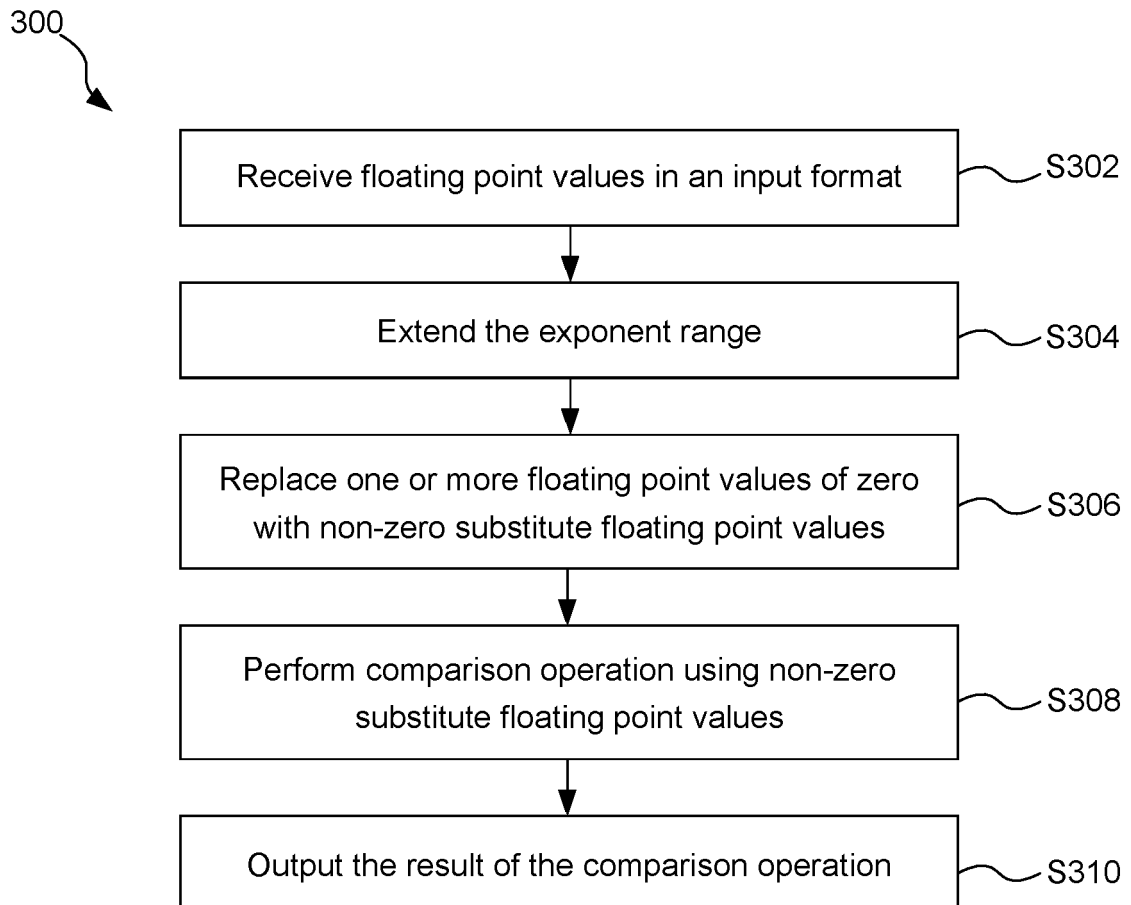 300
Receive floating point values in an input format
S302
Extend the exponent range
S304
Replace one or more floating point values of zero
with non-zero substitute floating point values
S306
Perform comparison operation using non-zero
substitute floating point values
S308
Output the result of the comparison operation
S310